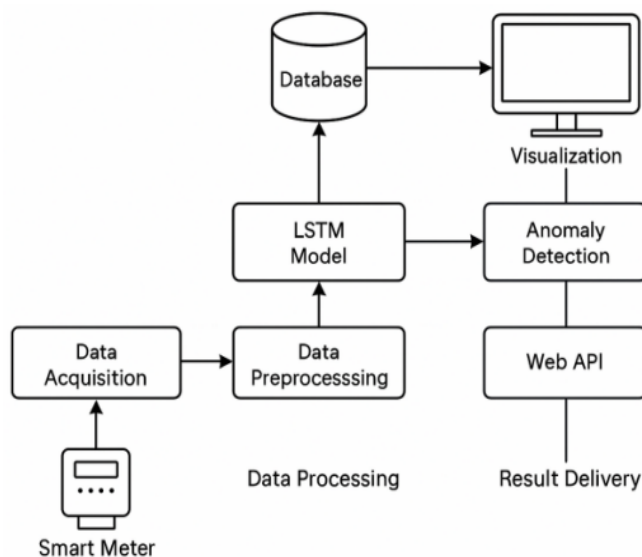 Database
Visualization
LSTM
Model
Anomaly
Detection
Data
Acquisition
Data
Preprocesssing
Web API
Data Processing
Result Delivery
Smart Meter